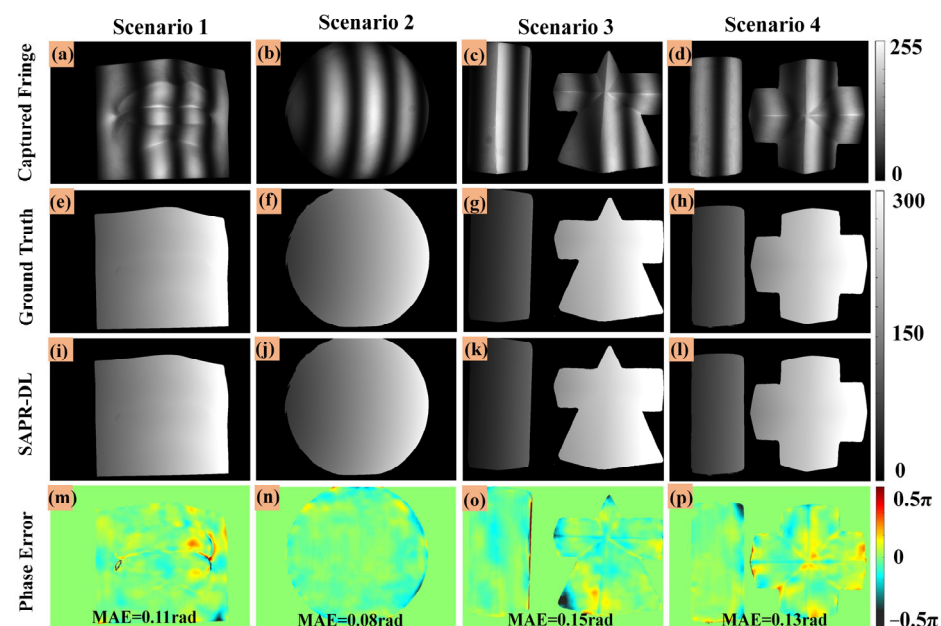 Scenario 1 Scenario 2 Scenario 3 Scenario 4
Captured Fringe (a) (b) (c) (d) 255
0
Ground Truth (e) (f) (g) (h) 300
150
SAPR-DL (i) (j) (k) (l)
0
Phase Error (m) (n) (o) (p) 0.5π
0
MAE=0.11rad MAE=0.08rad MAE=0.15rad MAE=0.13rad −0.5π